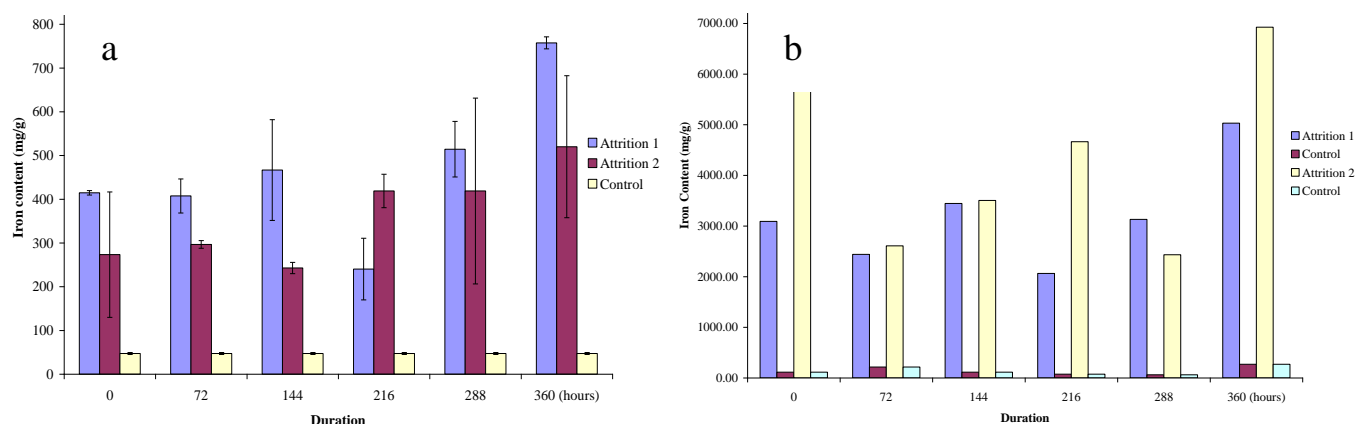 a
Iron content (mg/g)
800
700
600
500
400
300
200
100
0
0 72 144 216 288 360 (hours)
Duration
Attrition 1
Attrition 2
Control
b
Iron Content (mg/g)
7000.00
6000.00
5000.00
4000.00
3000.00
2000.00
1000.00
0.00
0 72 144 216 288 360 (hours)
Duration
Attrition 1
Control
Attrition 2
Control